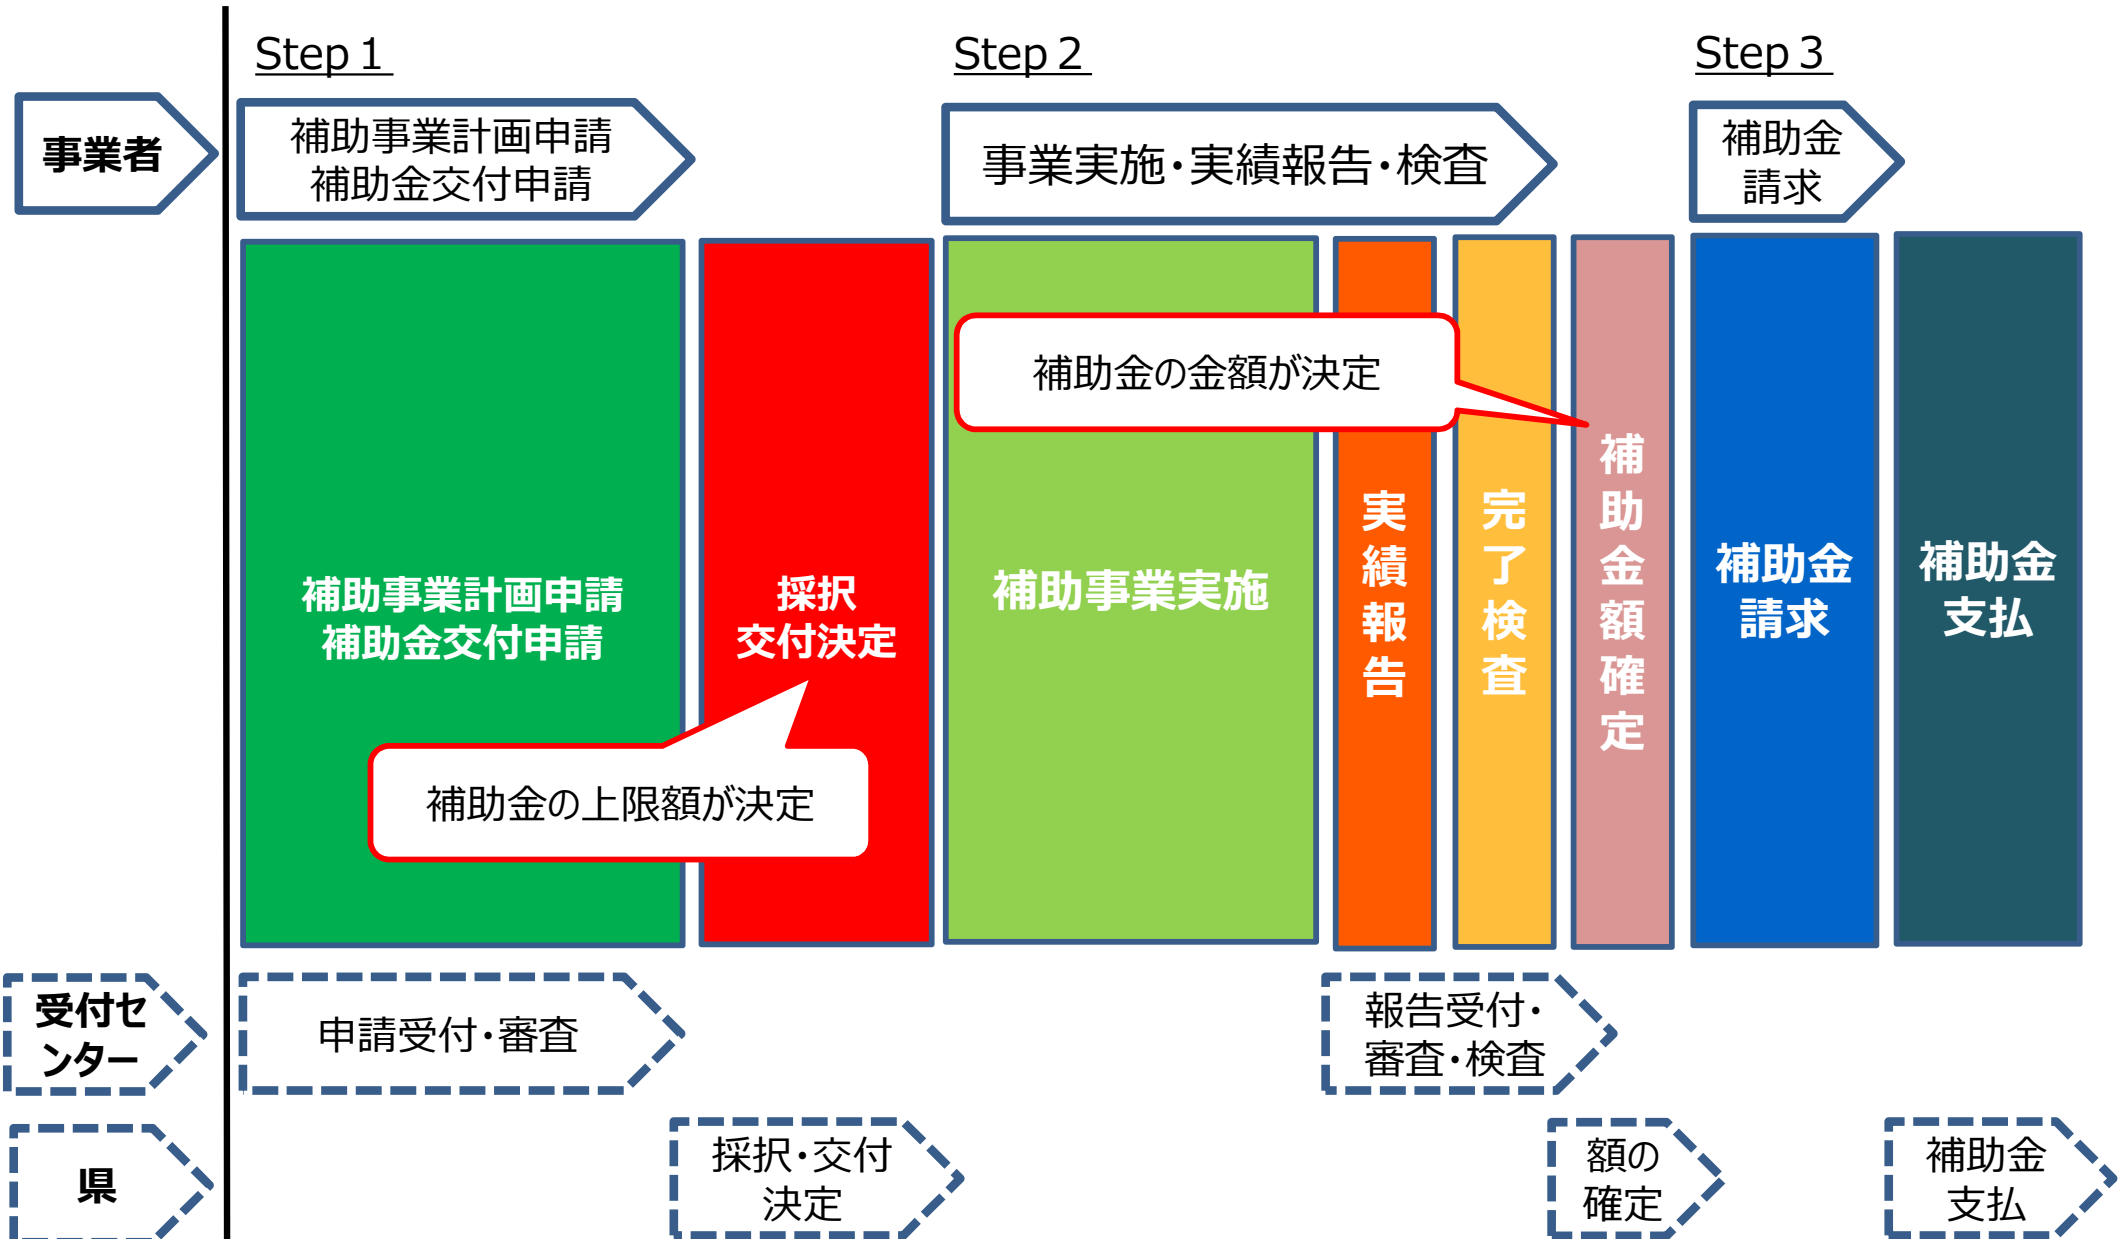 Step 1
Step 2
Step 3
事業者
補助事業計画申請
補助金交付申請
事業実施・実績報告・検査
補助金
請求
補助事業計画申請
補助金交付申請
採択
交付決定
補助事業実施
実績報告
完了検査
補助金額確定
補助金
請求
補助金
支払
補助金の金額が決定
補助金の上限額が決定
受付セ
ンター
申請受付・審査
報告受付・
審査・検査
県
採択・交付
決定
額の
確定
補助金
支払